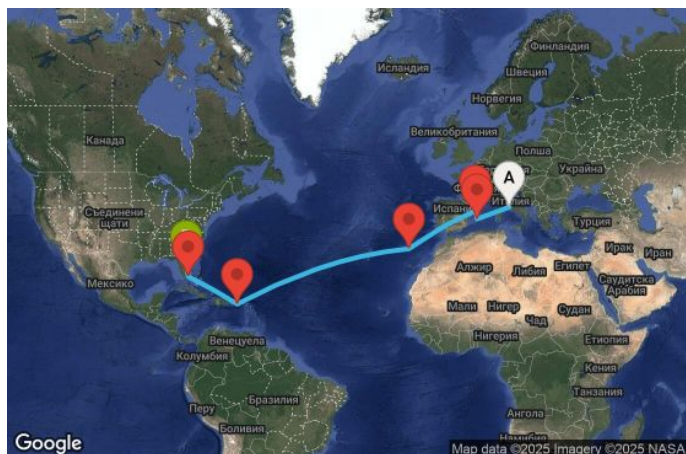 Исландия
Финландия
Швеция
Норвегия
Канада
Великобритания
Полша
Украйна
A
Испан
Италия
Съединени
щати
Турция
Ирак
Иран
Мексико
Алжир
Либия
Египет
Саудитска
Арабия
Мали
Нигер
Чад
Судан
Венецуела
Нигерия
Етиопия
Колумбия
Кения
Танзания
Перу
Бразилия
Ангола
Боливия
Намибия
Google
Map data ©2025 Imagery ©2025 NASA